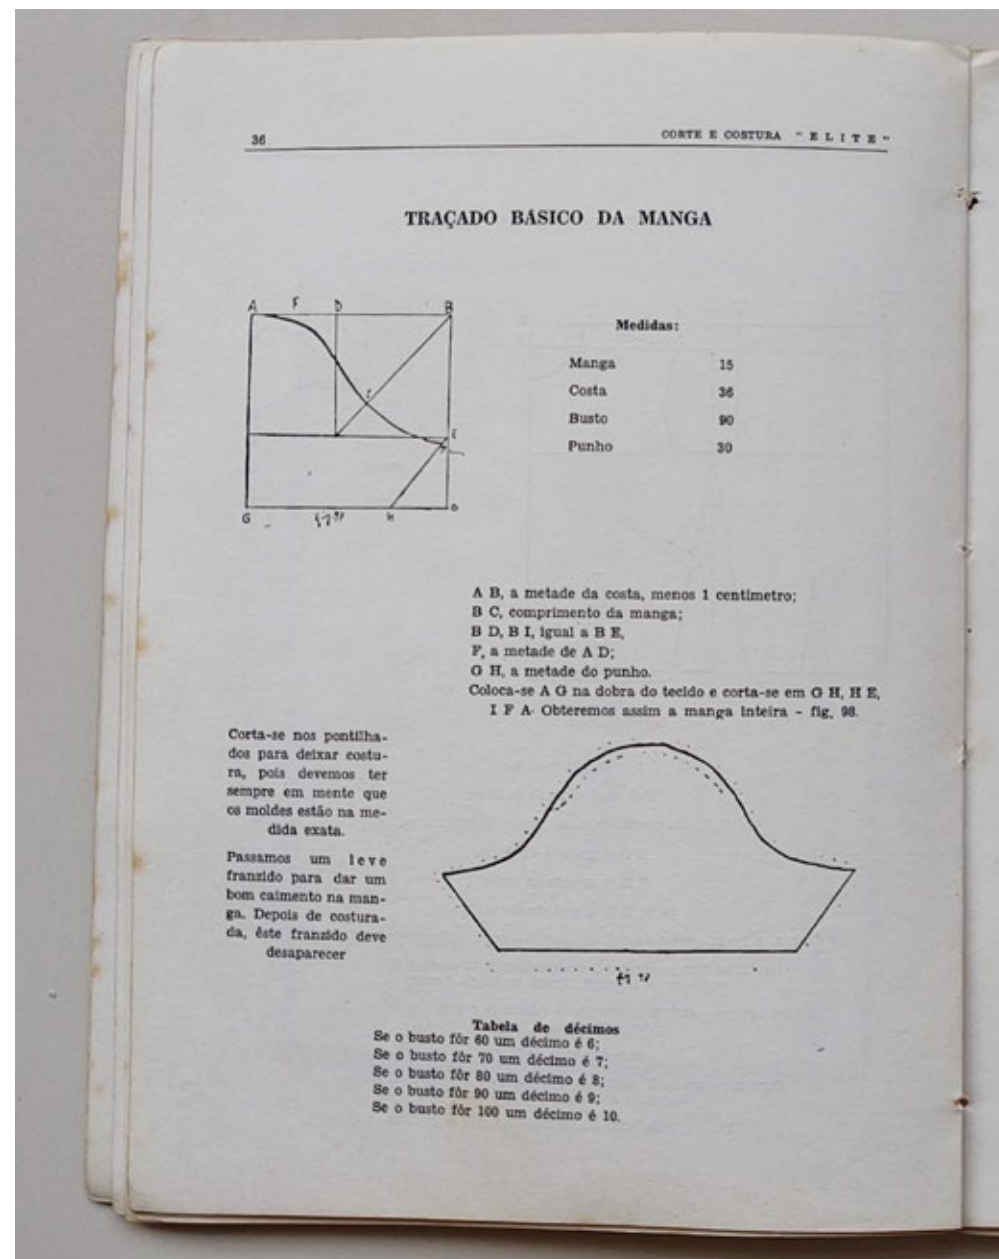 36
CORTE E COSTURA "ELITE"
TRAÇADO BÁSICO DA MANGA
A F D B
I
E
G H
Medidas:
Manga 15
Costa 36
Busto 90
Punho 30
A B, a metade da costa, menos 1 centímetro;
B C, comprimento da manga;
B D, B I, igual a B E,
F, a metade de A D;
G H, a metade do punho.
Coloca-se A G na dobra do tecido e corta-se em G H, H E,
I F A. Obteremos assim a manga inteira - fig. 98.
Corta-se nos pontilha-
dos para deixar costu-
ra, pois devemos ter
sempre em mente que
os moldes estão na me-
dida exata.
Passamos um leve
franzido para dar um
bom caimento na man-
ga. Depois de costura-
da, êste franzido deve
desaparecer
Tabela de décimos
Se o busto fôr 60 um décimo é 6;
Se o busto fôr 70 um décimo é 7;
Se o busto fôr 80 um décimo é 8;
Se o busto fôr 90 um décimo é 9;
Se o busto fôr 100 um décimo é 10.